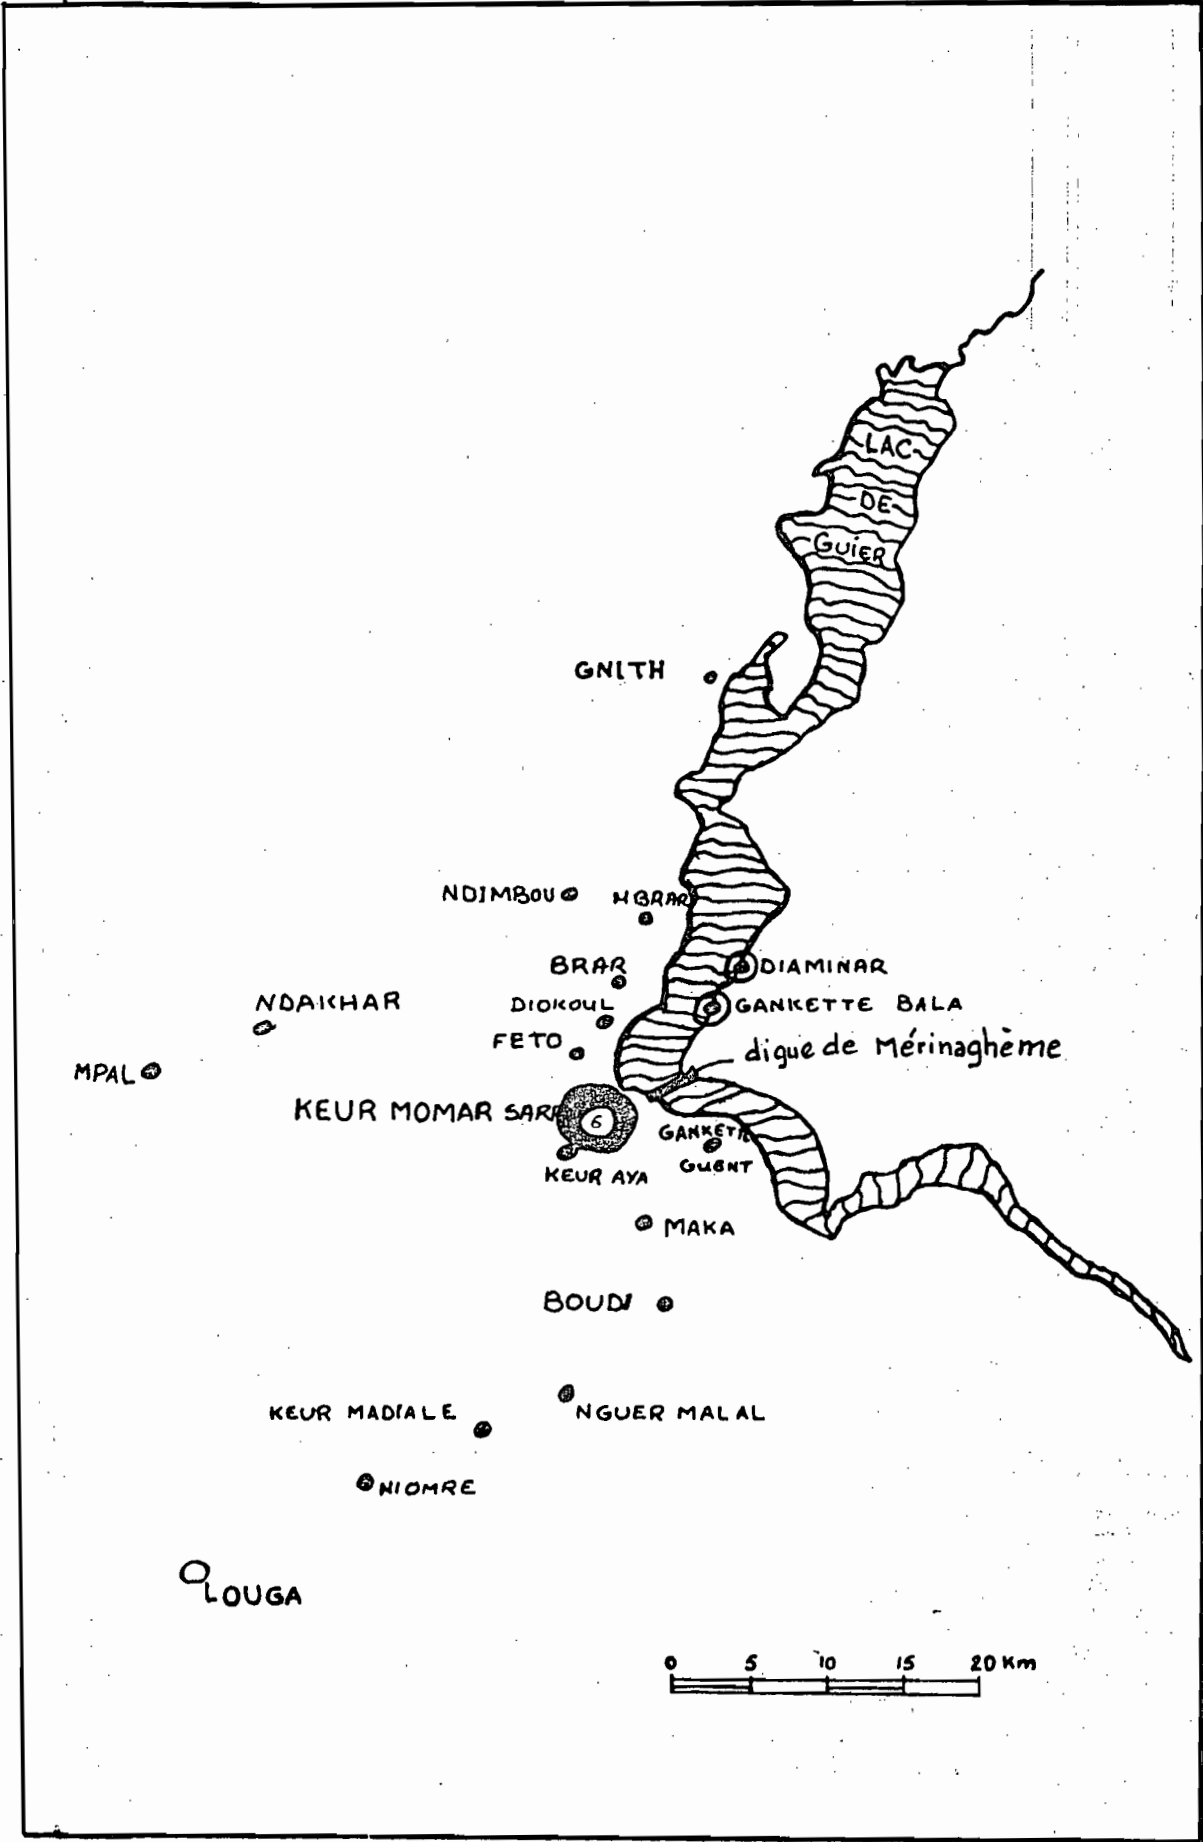 LAC
DE
GUiER
GNITH
NDIMBOU
MBRAR
BRAR
DIAMINAR
NDAKHAR
DIOKOUL
GANKETTE BALA
FETO
digue de Mérinaghème
MPAL
KEUR MOMAR SARR
6
GANKETTE
GUENT
KEUR AYA
MAKA
BOUDI
KEUR MADIALE
NGUER MALAL
NIOMRE
LOUGA
0 5 10 15 20 Km